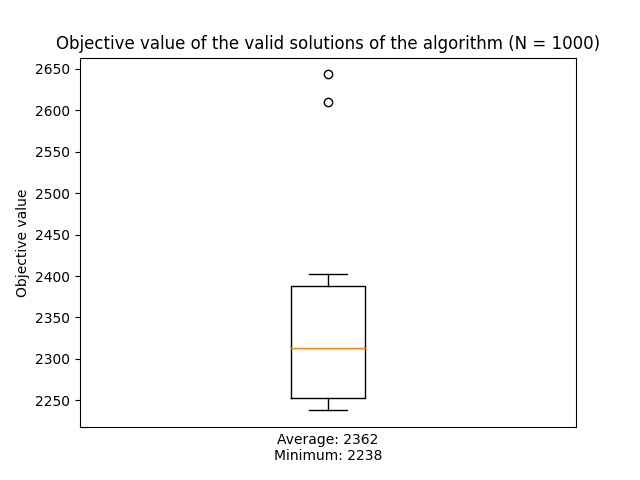 Objective value of the valid solutions of the algorithm (N = 1000)
2650
2600
2550
2500
2450
2400
2350
2300
2250
Objective value
Average: 2362
Minimum: 2238